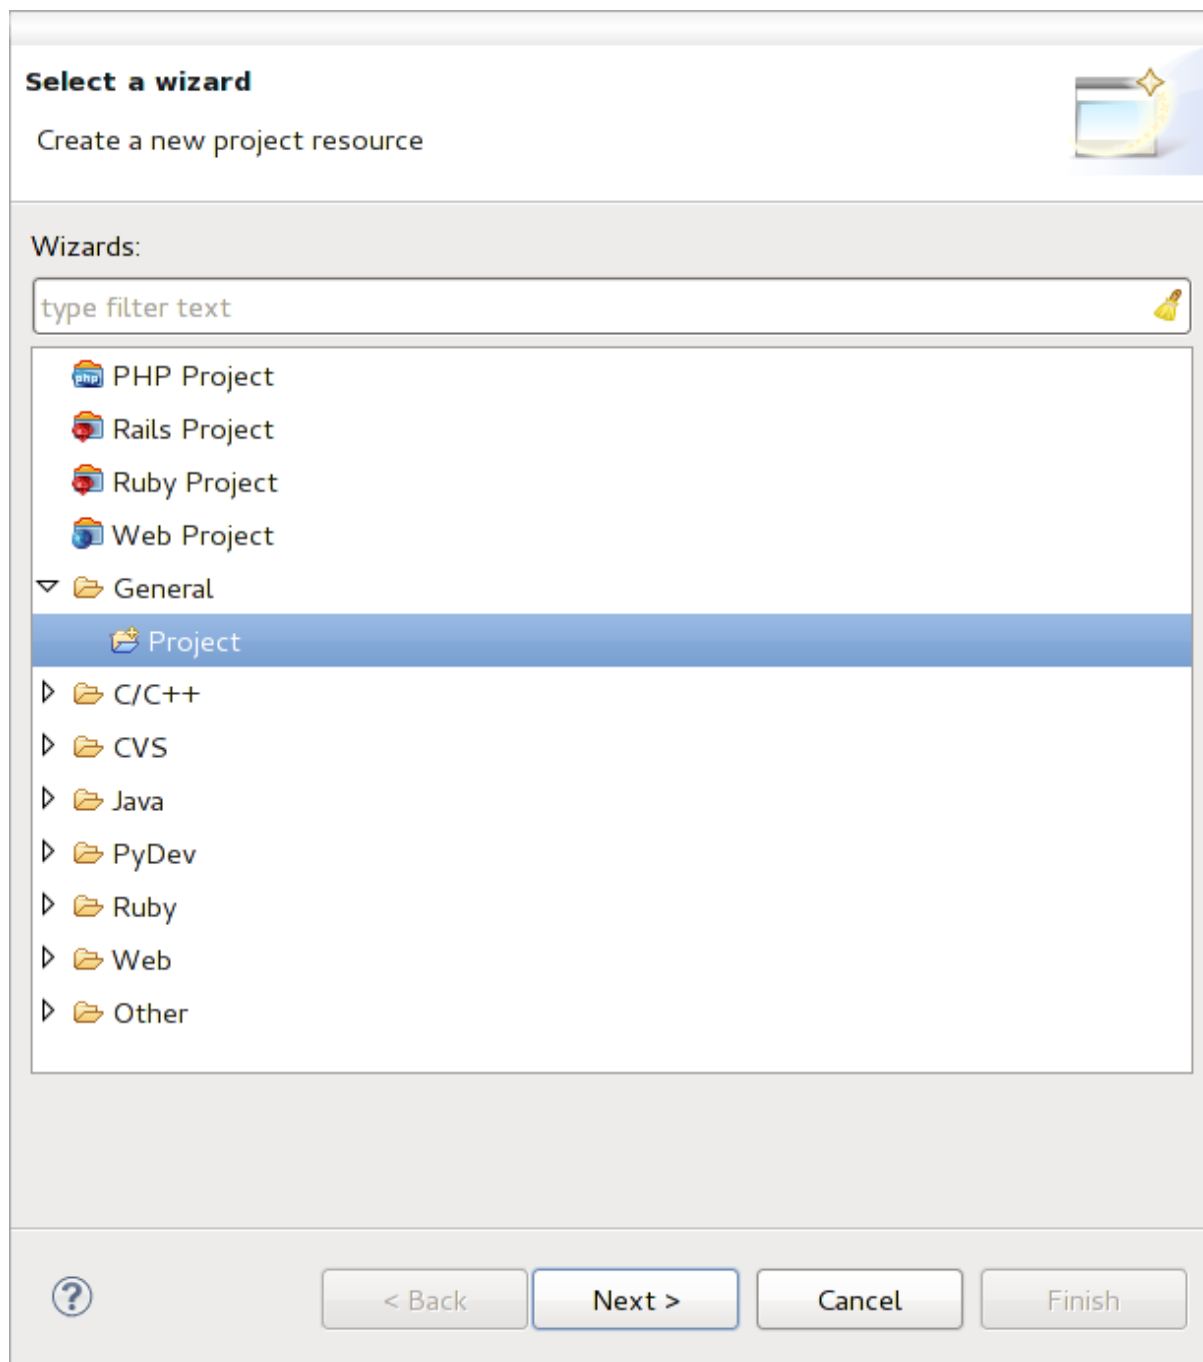 Select a wizard
Create a new project resource
Wizards:
type filter text
php PHP Project
Rails Project
Ruby Project
Web Project
General
Project
C/C++
CVS
Java
PyDev
Ruby
Web
Other
? < Back Next > Cancel Finish